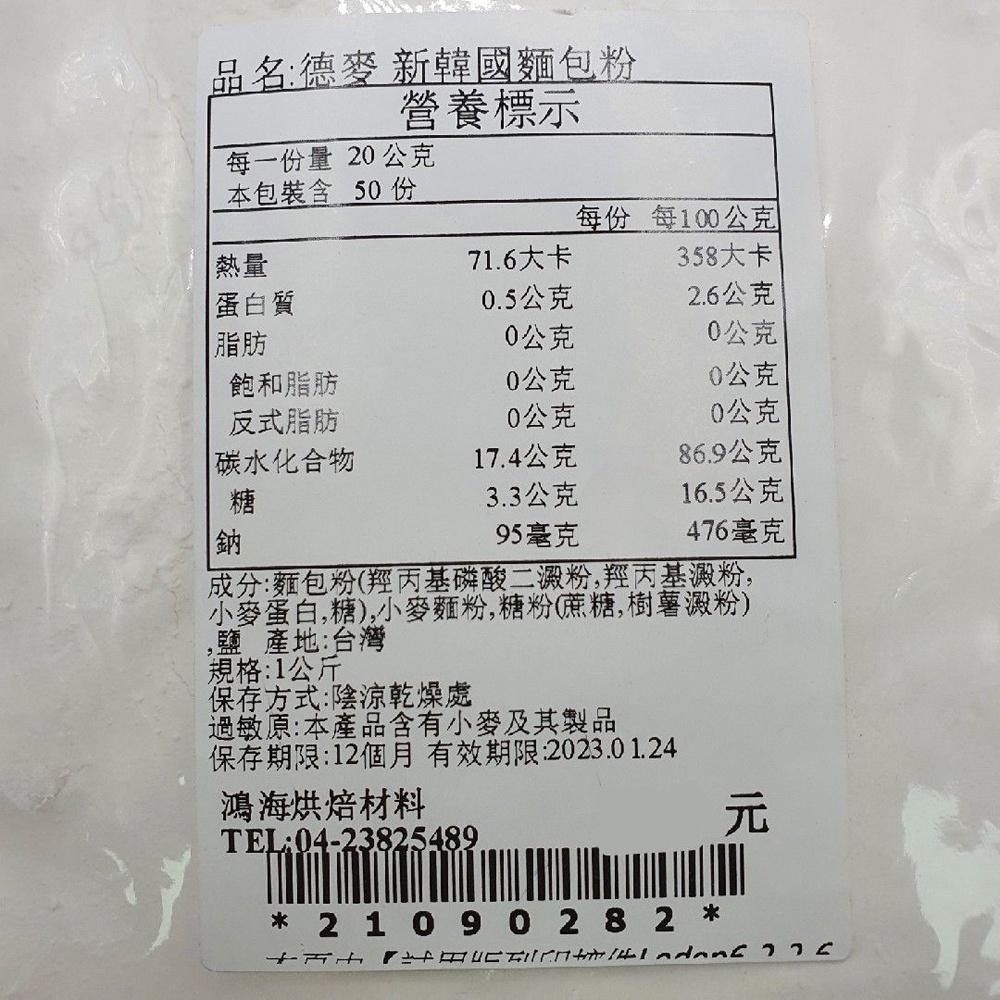 品名:德麥 新韓國麵包粉
營養標示
每一份量 20公克
本包裝含 50份
每份 每100公克
熱量 71.6大卡 358大卡
蛋白質 0.5公克 2.6公克
脂肪 0公克 0公克
飽和脂肪 0公克 0公克
反式脂肪 0公克 0公克
碳水化合物 17.4公克 86.9公克
糖 3.3公克 16.5公克
鈉 95毫克 476毫克
成分:麵包粉(羥丙基磷酸二澱粉,羥丙基澱粉,
小麥蛋白,糖),小麥麵粉,糖粉(蔗糖,樹薯澱粉)
,鹽 產地:台灣
規格:1公斤
保存方式:陰涼乾燥處
過敏原:本產品含有小麥及其製品
保存期限:12個月 有效期限:2023.01.24
鴻海烘焙材料 元
TEL:04-23825489
*21090282*